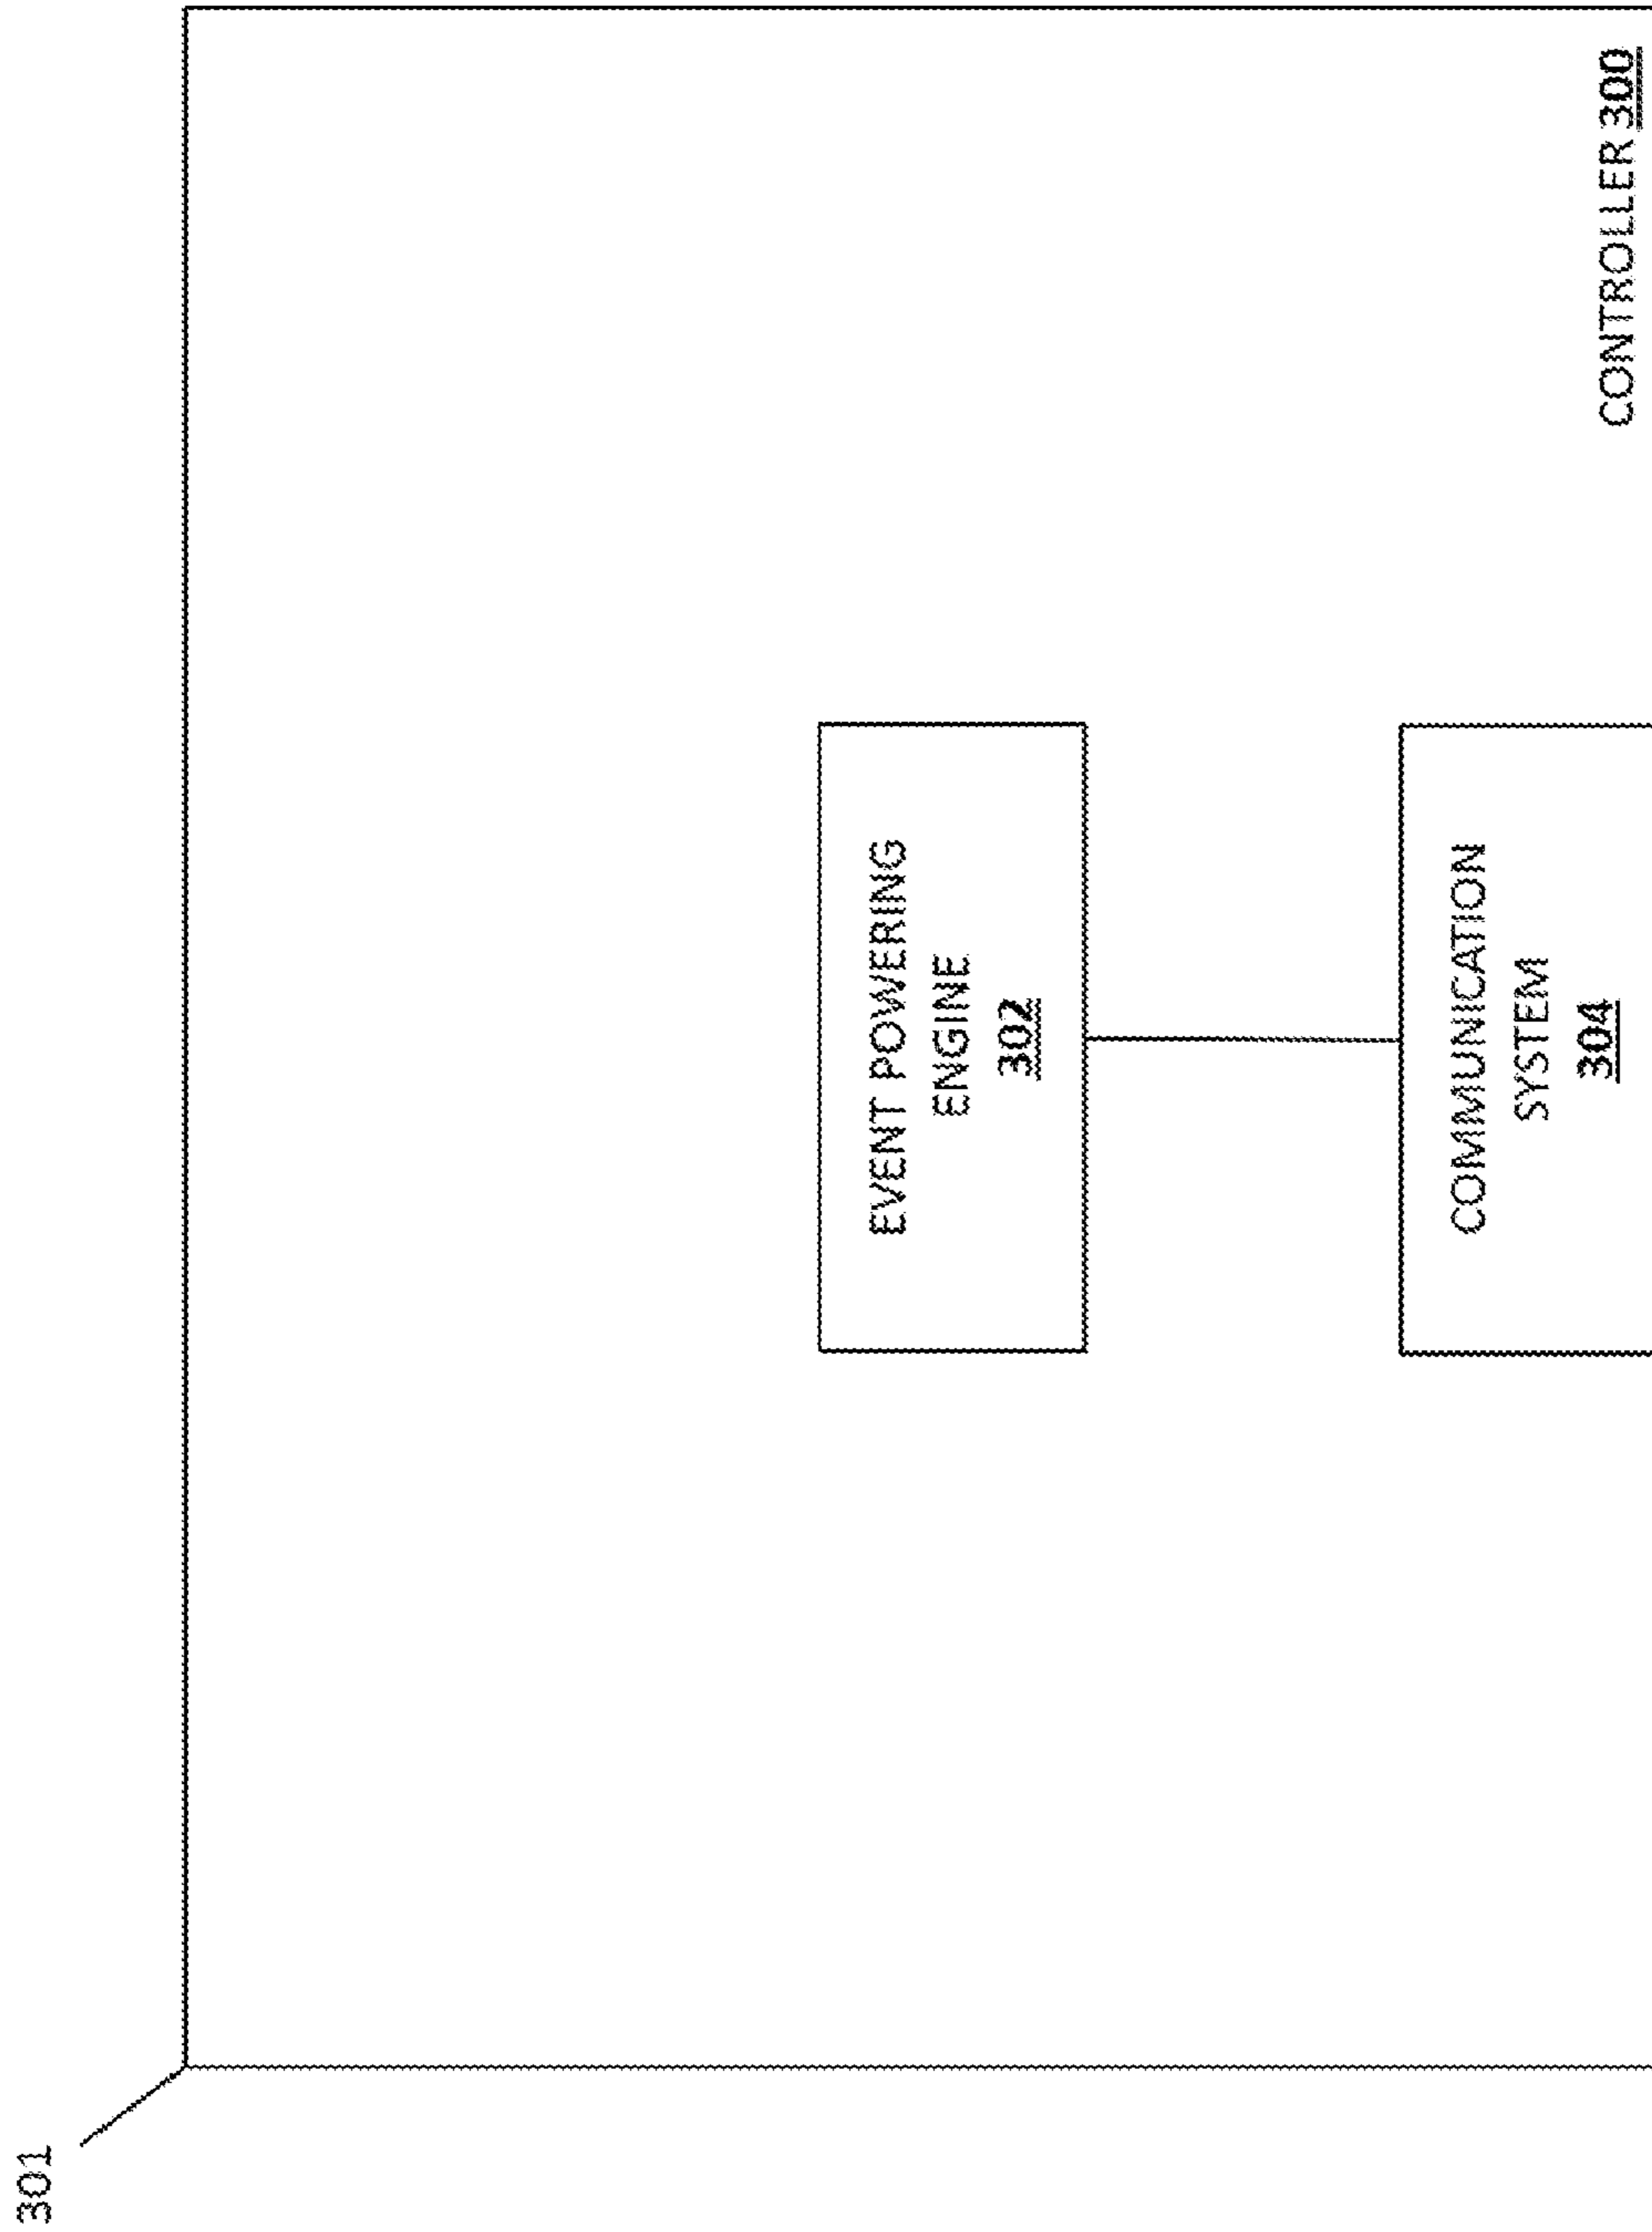 301
EVENT POWERING
ENGINE
302
COMMUNICATION
SYSTEM
304
CONTROLLER 300